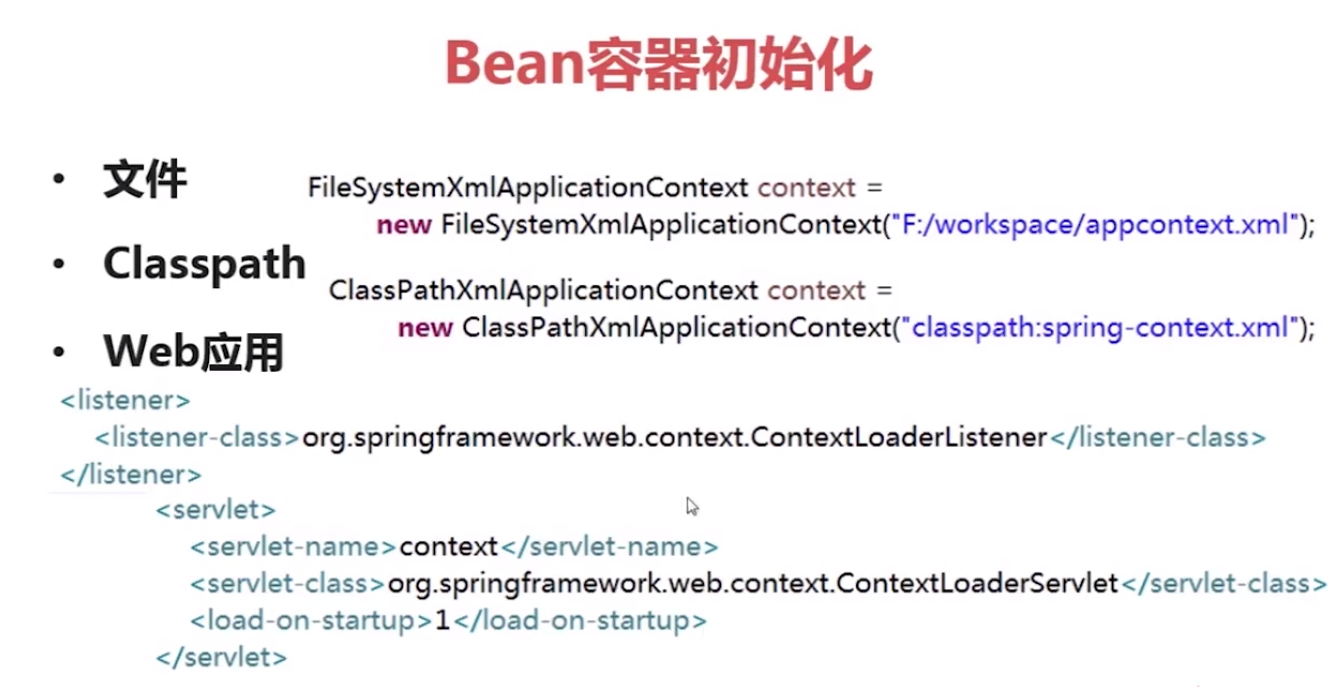 Bean容器初始化
• 文件
FileSystemXmlApplicationContext context =
new FileSystemXmlApplicationContext("F:/workspace/appcontext.xml");
• Classpath
ClassPathXmlApplicationContext context =
new ClassPathXmlApplicationContext("classpath:spring-context.xml");
• Web应用
<listener>
<listener-class>org.springframework.web.context.ContextLoaderListener</listener-class>
</listener>
<servlet>
<servlet-name>context</servlet-name>
<servlet-class>org.springframework.web.context.ContextLoaderServlet</servlet-class>
<load-on-startup>1</load-on-startup>
</servlet>